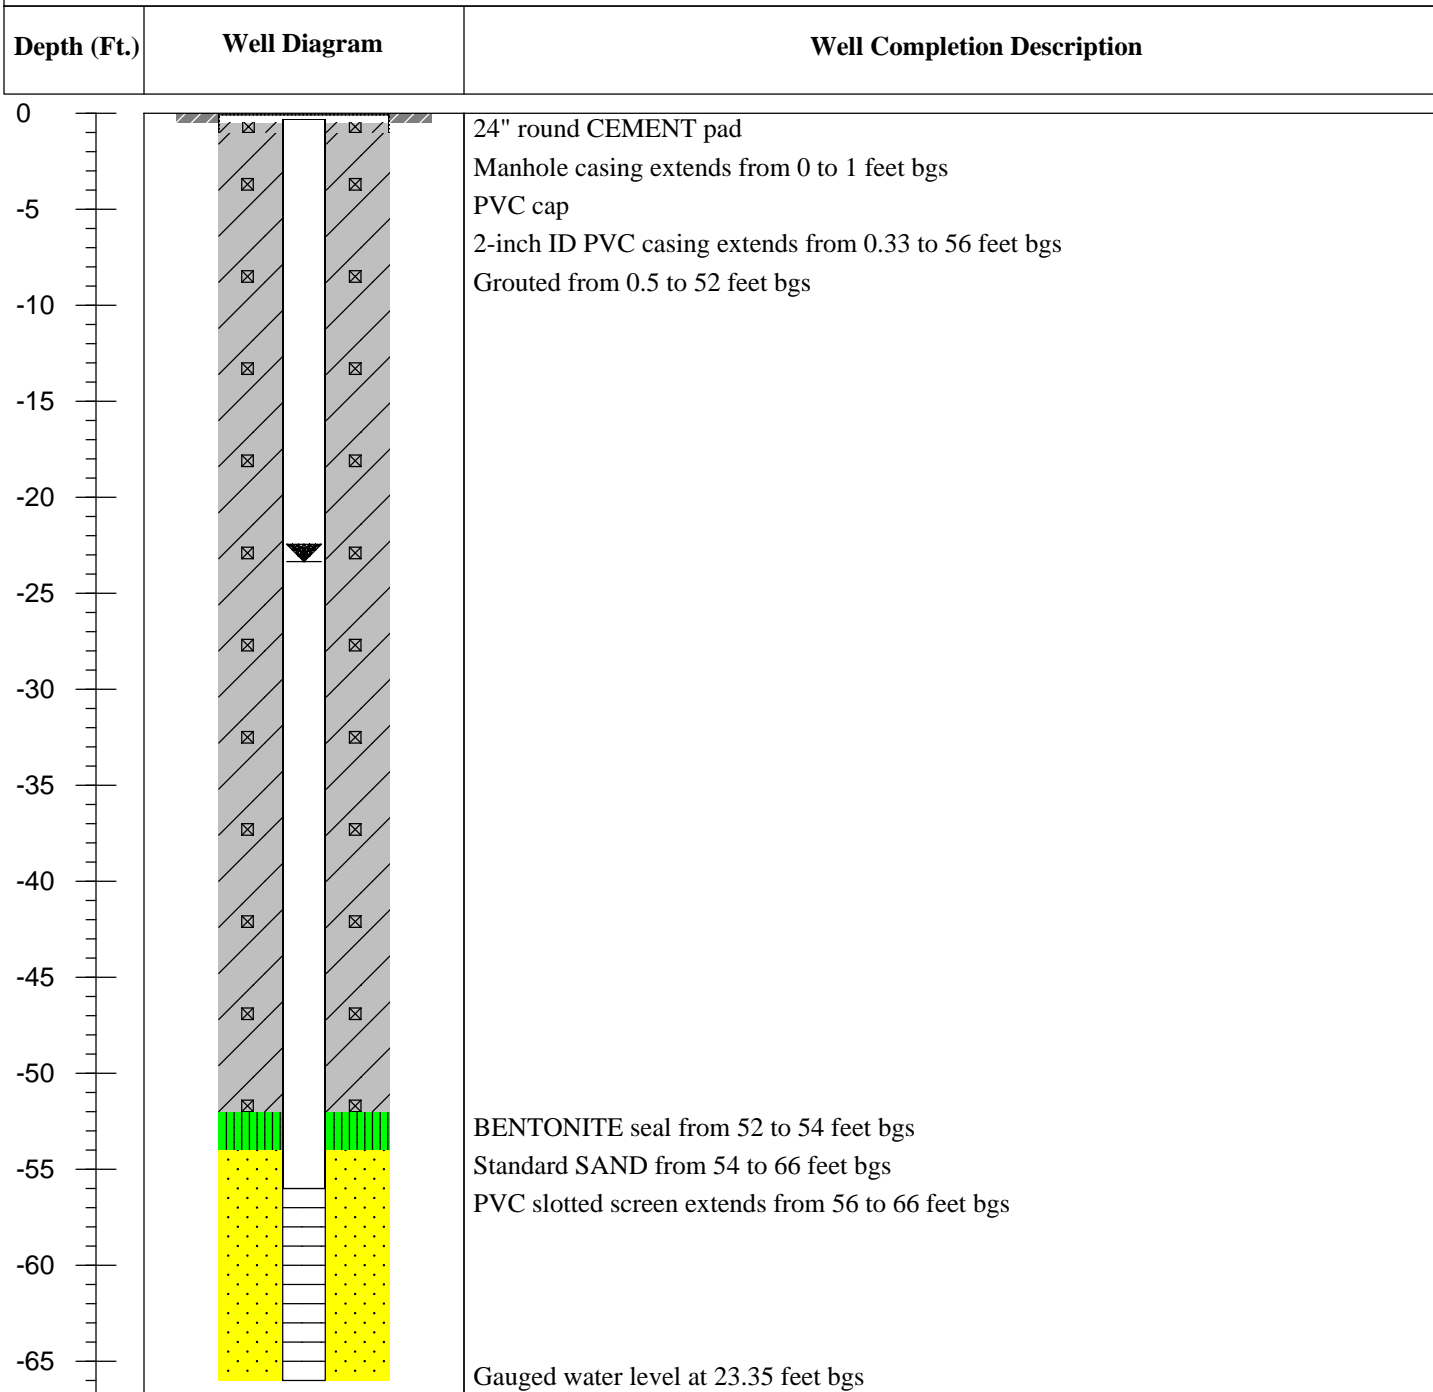 Depth (Ft.) Well Diagram Well Completion Description
0
24" round CEMENT pad
Manhole casing extends from 0 to 1 feet bgs
-5 PVC cap
2-inch ID PVC casing extends from 0.33 to 56 feet bgs
Grouted from 0.5 to 52 feet bgs
-10
-15
-20
-25
-30
-35
-40
-45
-50
BENTONITE seal from 52 to 54 feet bgs
-55 Standard SAND from 54 to 66 feet bgs
PVC slotted screen extends from 56 to 66 feet bgs
-60
-65
Gauged water level at 23.35 feet bgs